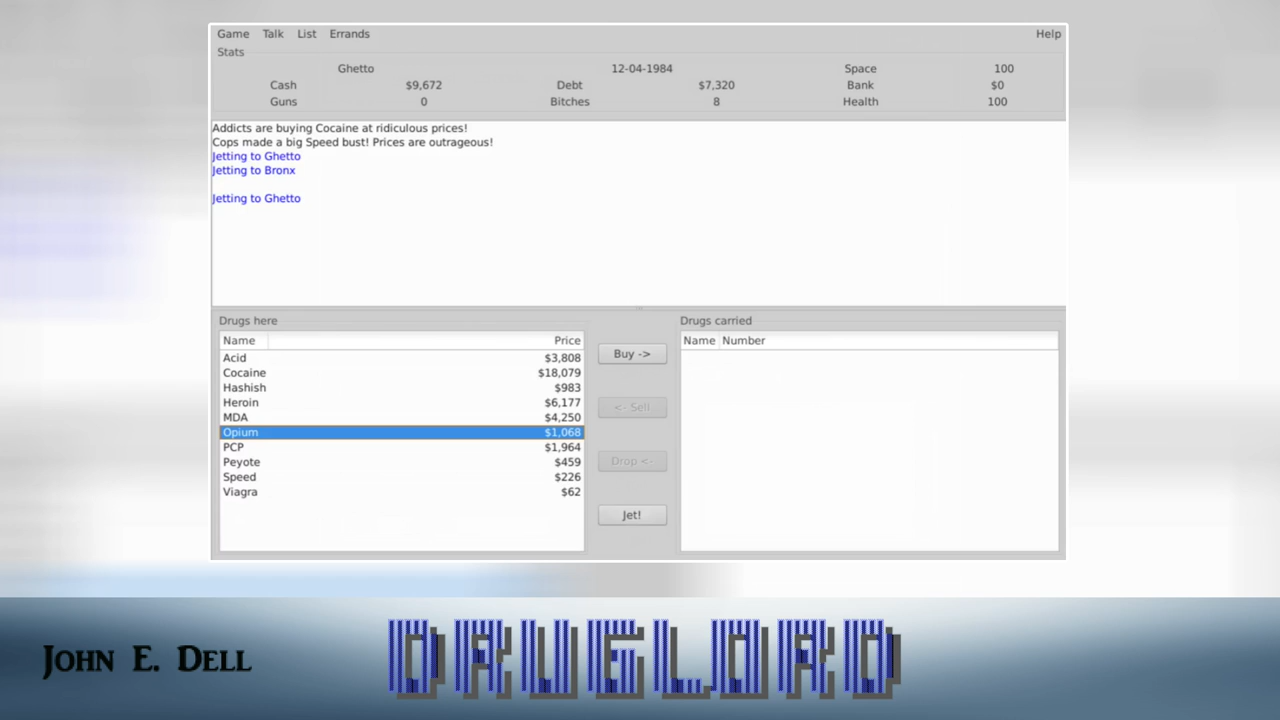 Game Talk List Errands Help
Stats
Ghetto 12-04-1984 Space 100
Cash $9,672 Debt $7,320 Bank $0
Guns 0 Bitches 8 Health 100
Addicts are buying Cocaine at ridiculous prices!
Cops made a big Speed bust! Prices are outrageous!
Jetting to Ghetto
Jetting to Bronx
Jetting to Ghetto
Drugs here Drugs carried
Name Price Name Number
Acid $3,808
Cocaine $18,079
Hashish $983
Heroin $6,177
MDA $4,250
Opium $1,068
PCP $1,964
Peyote $459
Speed $226
Viagra $62
Buy ->
<- Sell
Drop <-
Jet!
John E. Dell DRUGLORD